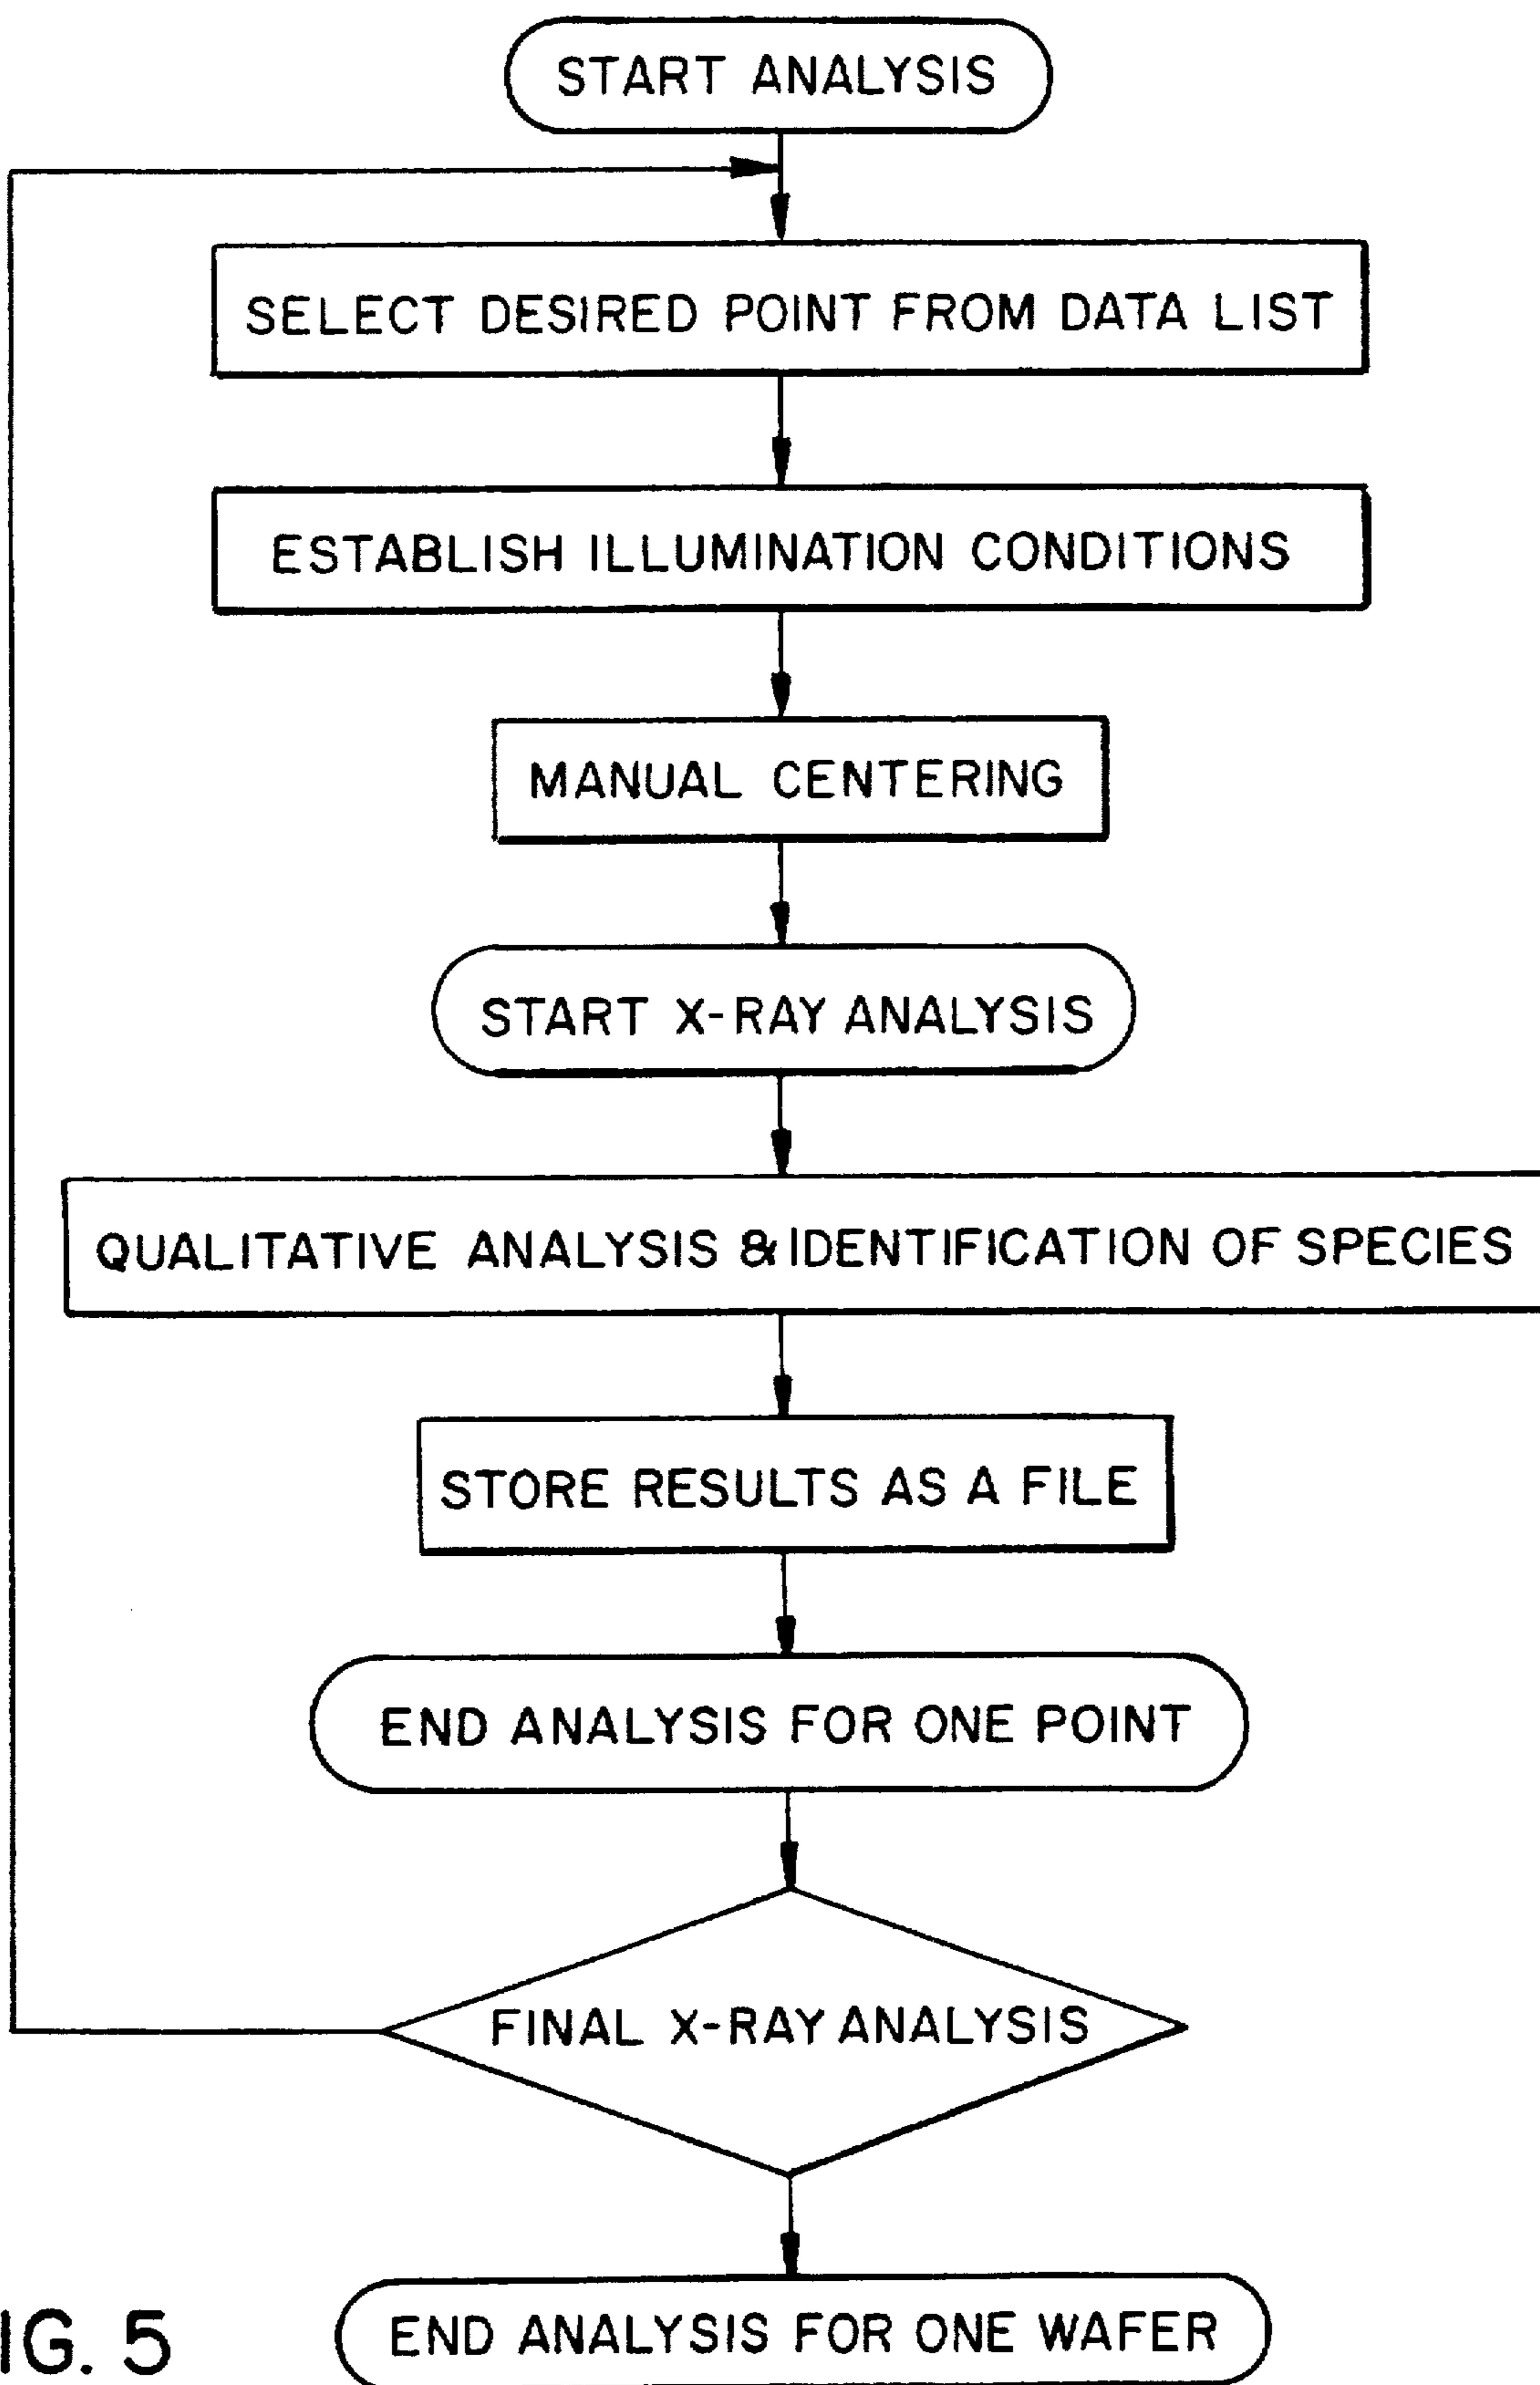 START ANALYSIS
SELECT DESIRED POINT FROM DATA LIST
ESTABLISH ILLUMINATION CONDITIONS
MANUAL CENTERING
START X-RAY ANALYSIS
QUALITATIVE ANALYSIS & IDENTIFICATION OF SPECIES
STORE RESULTS AS A FILE
END ANALYSIS FOR ONE POINT
FINAL X-RAY ANALYSIS
END ANALYSIS FOR ONE WAFER
IG. 5